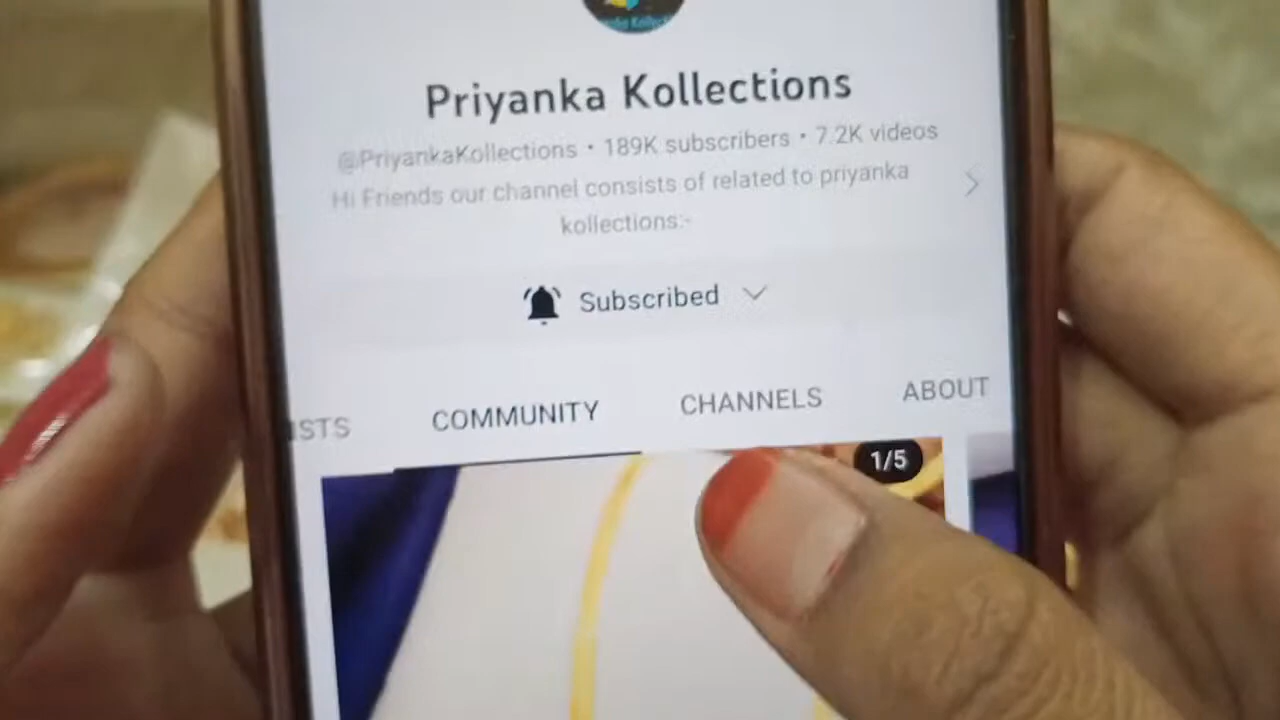 Priyanka Kollections
@PriyankaKollections • 189K subscribers • 7.2K videos
Hi Friends our channel consists of related to priyanka
kollections:-
Subscribed
ISTS COMMUNITY CHANNELS ABOUT
1/5